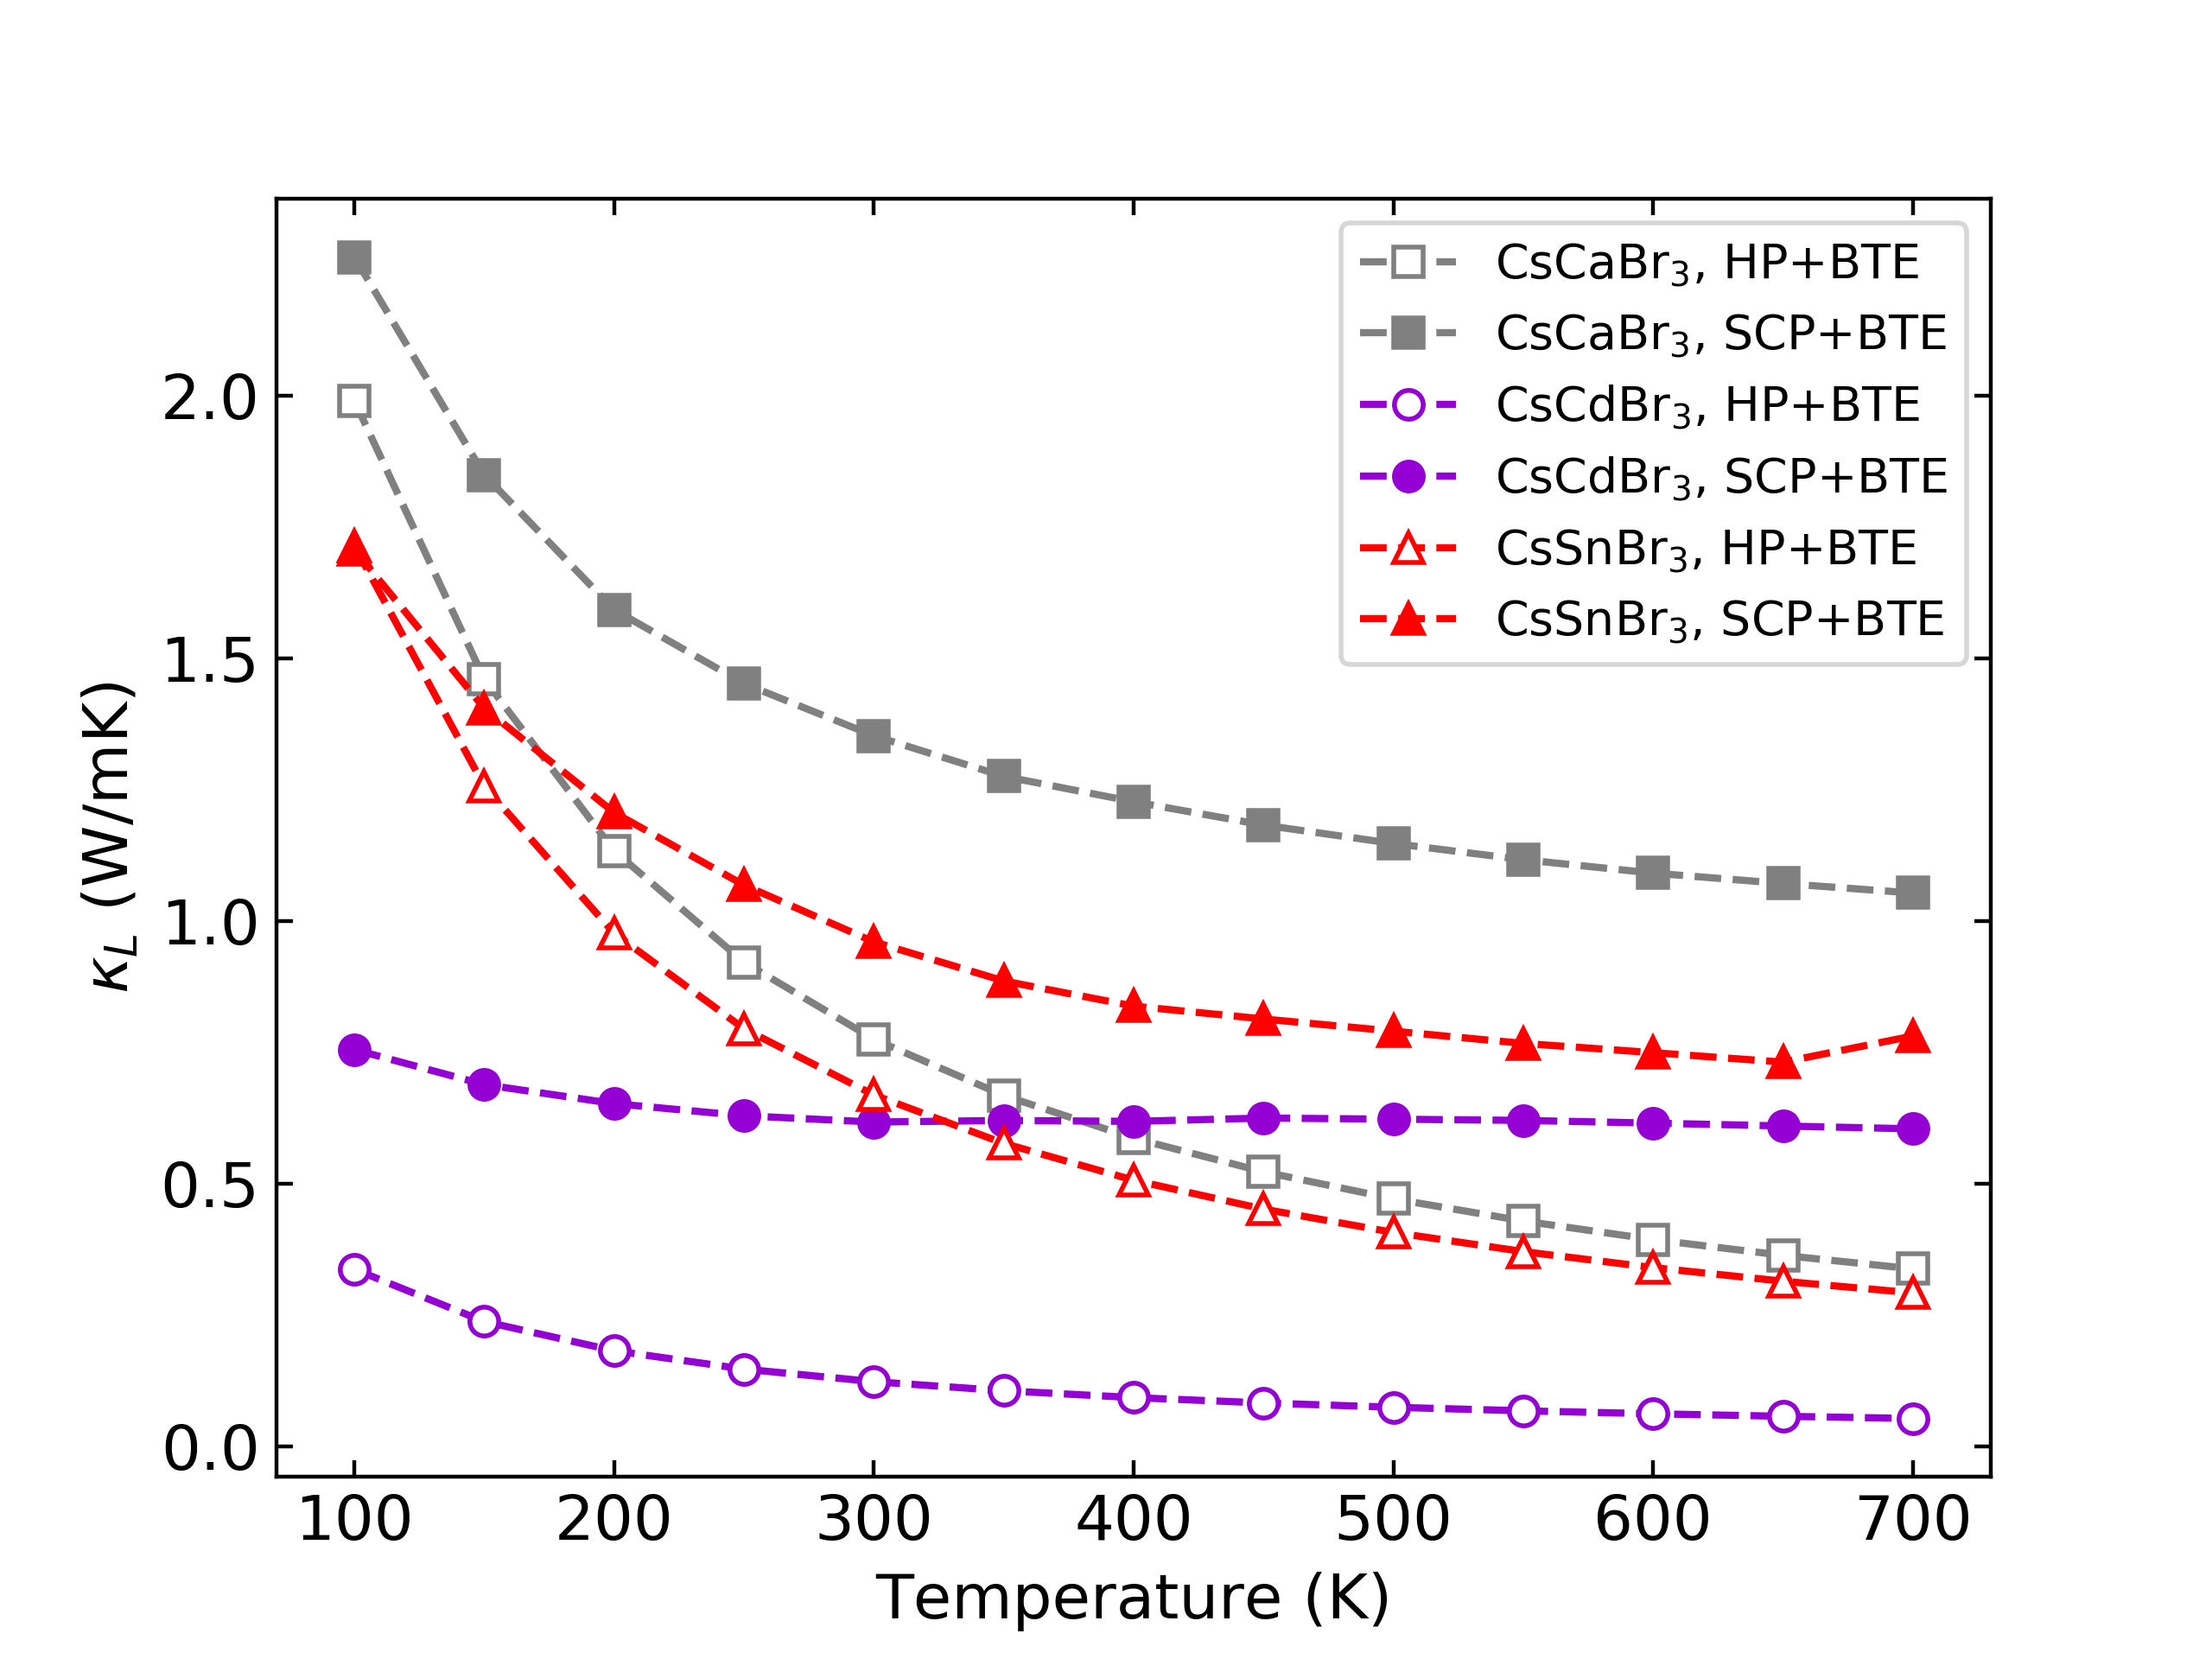 CsCaBr₃, HP+BTE
CsCaBr₃, SCP+BTE
CsCdBr₃, HP+BTE
CsCdBr₃, SCP+BTE
CsSnBr₃, HP+BTE
CsSnBr₃, SCP+BTE
2.0
1.5
1.0
0.5
0.0
κL (W/mK)
100 200 300 400 500 600 700
Temperature (K)